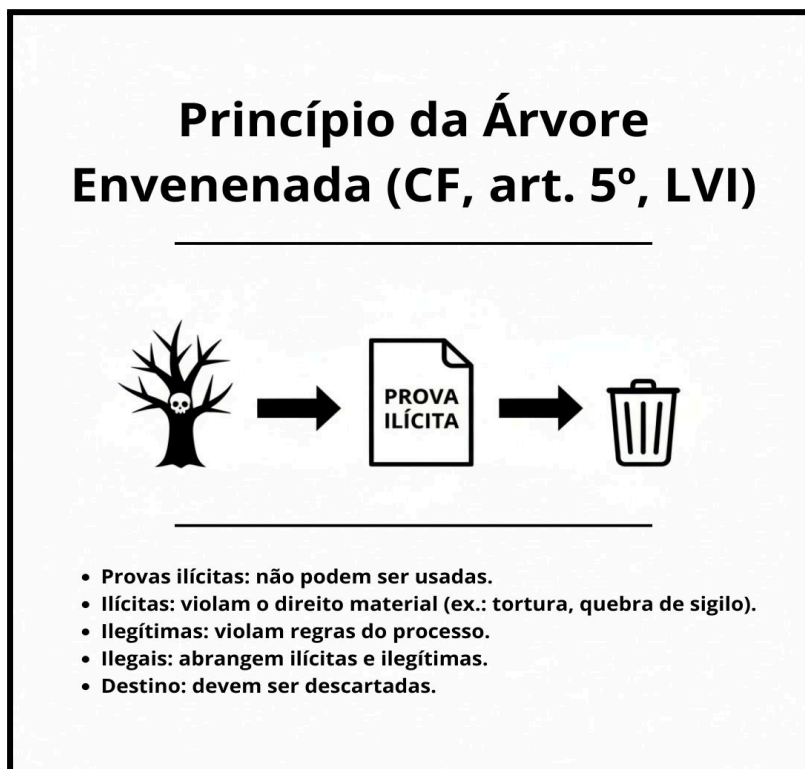 Princípio da Árvore
Envenenada (CF, art. 5º, LVI)
PROVA
ILÍCITA
• Provas ilícitas: não podem ser usadas.
• Ilícitas: violam o direito material (ex.: tortura, quebra de sigilo).
• Ilegítimas: violam regras do processo.
• Ilegais: abrangem ilícitas e ilegítimas.
• Destino: devem ser descartadas.